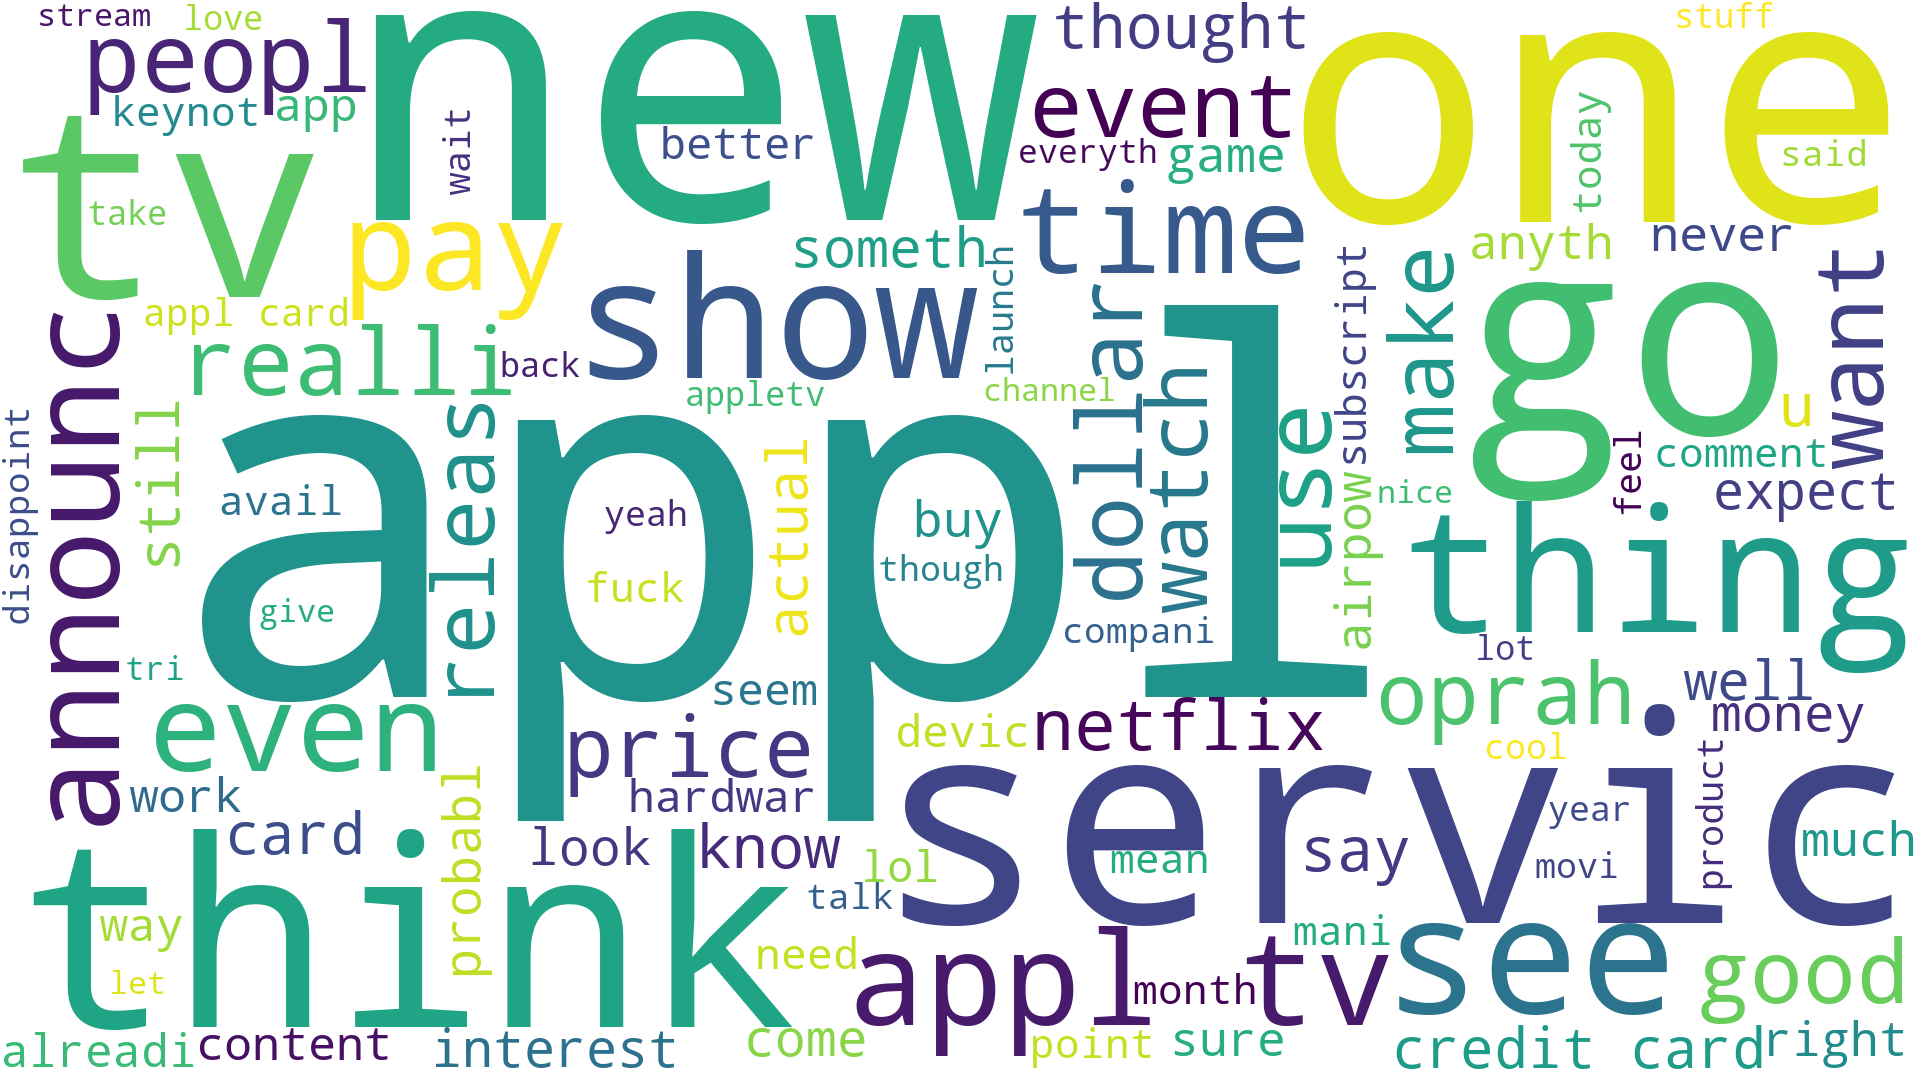 stream
love
peopl
new
thought
one
stuff
keynot
app
tv
wait
better
event
everyth
game
today
said
take
pay
someth
time
anyth
never
appl card
realli
show
launch
dollar
subscript
make
go
want
announc
back
appletv
channel
watch
use
u
comment
disappoint
still
releas
appl
avail
yeah
actual
buy
though
fuck
give
airpow
nice
feel
expect
thing
compani
lot
tri
even
seem
price
devic
netflix
oprah
well
money
cool
work
hardwar
card
probabl
look
know
lol
servic
mean
say
year
movi
product
much
think
talk
way
let
need
appl tv
month
mani
see
good
alreadi
content
interest
come
point
sure
credit card
right